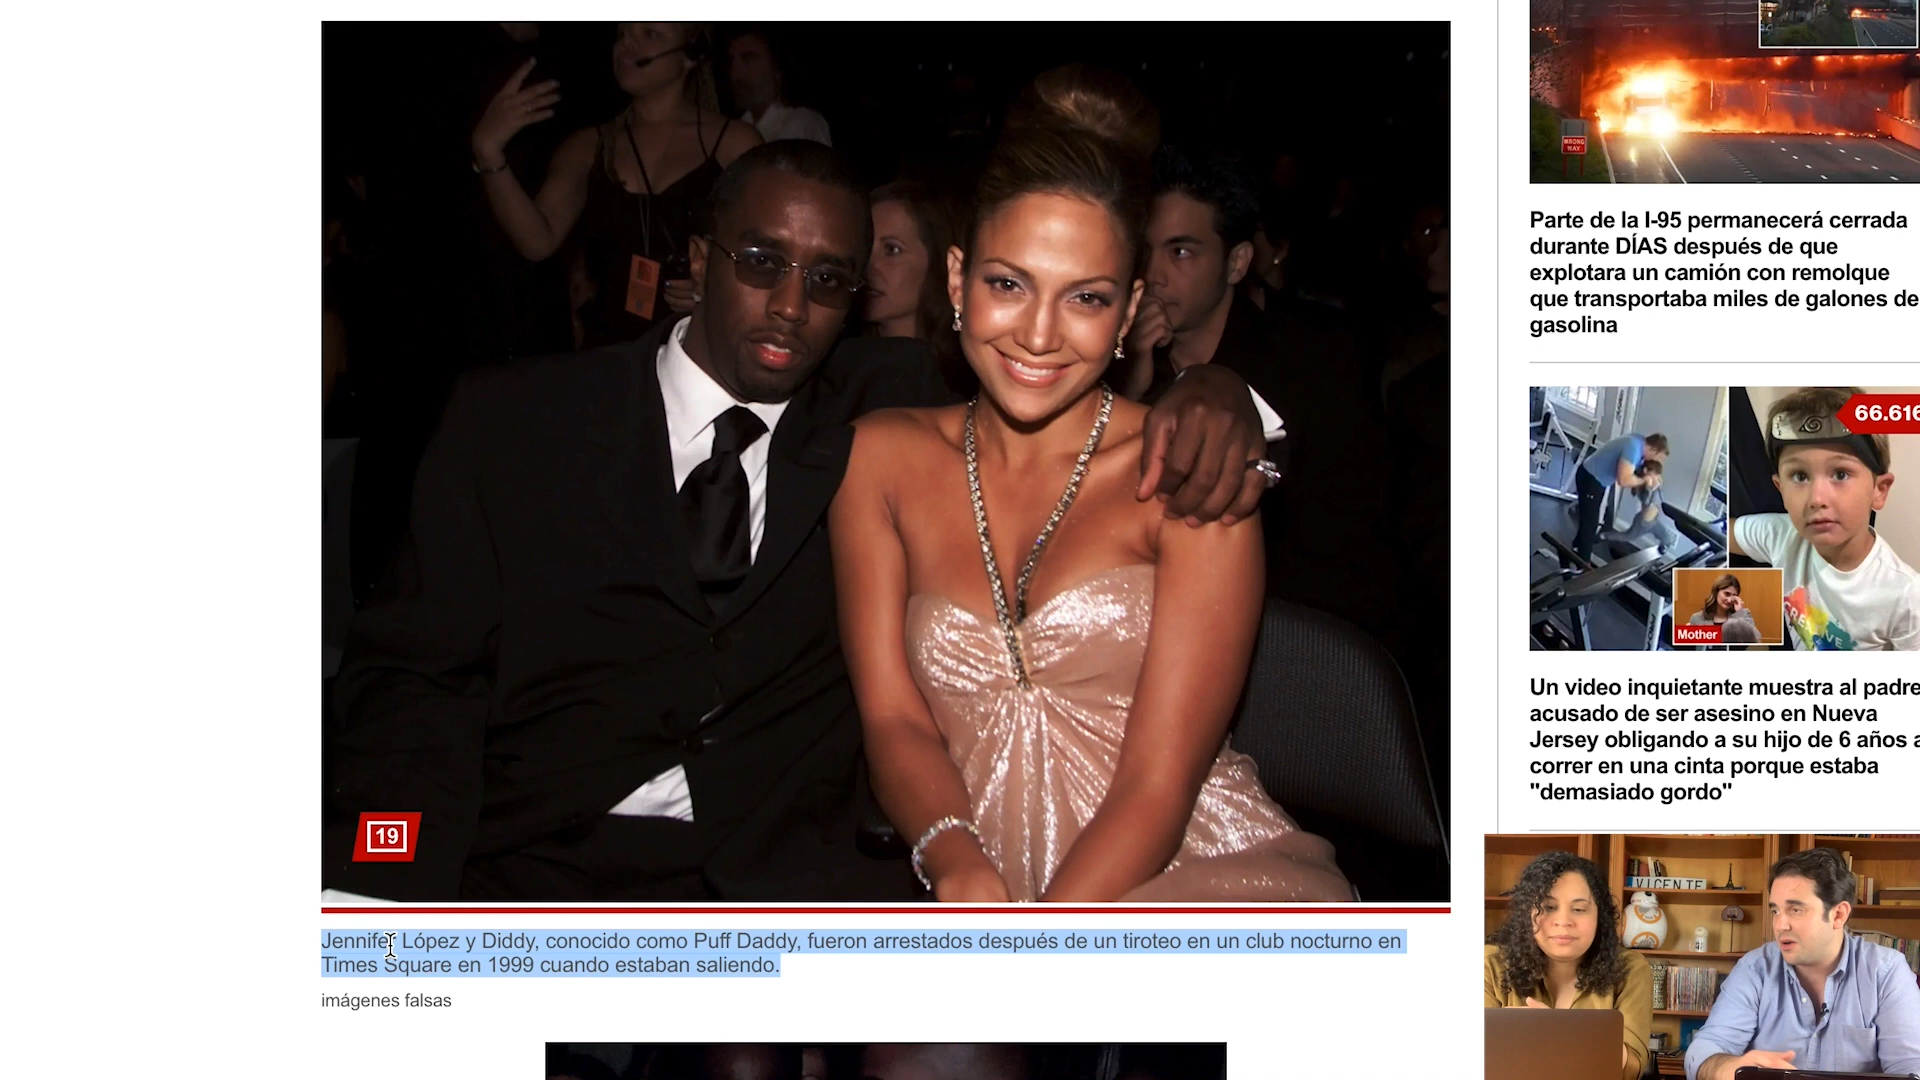 WRONG
WAY
Parte de la I-95 permanecerá cerrada
durante DÍAS después de que
explotara un camión con remolque
que transportaba miles de galones de
gasolina
66.616
Mother
Un video inquietante muestra al padre
acusado de ser asesino en Nueva
Jersey obligando a su hijo de 6 años a
correr en una cinta porque estaba
"demasiado gordo"
19
VICENTE
Jennifer López y Diddy, conocido como Puff Daddy, fueron arrestados después de un tiroteo en un club nocturno en
Times Square en 1999 cuando estaban saliendo.
imágenes falsas